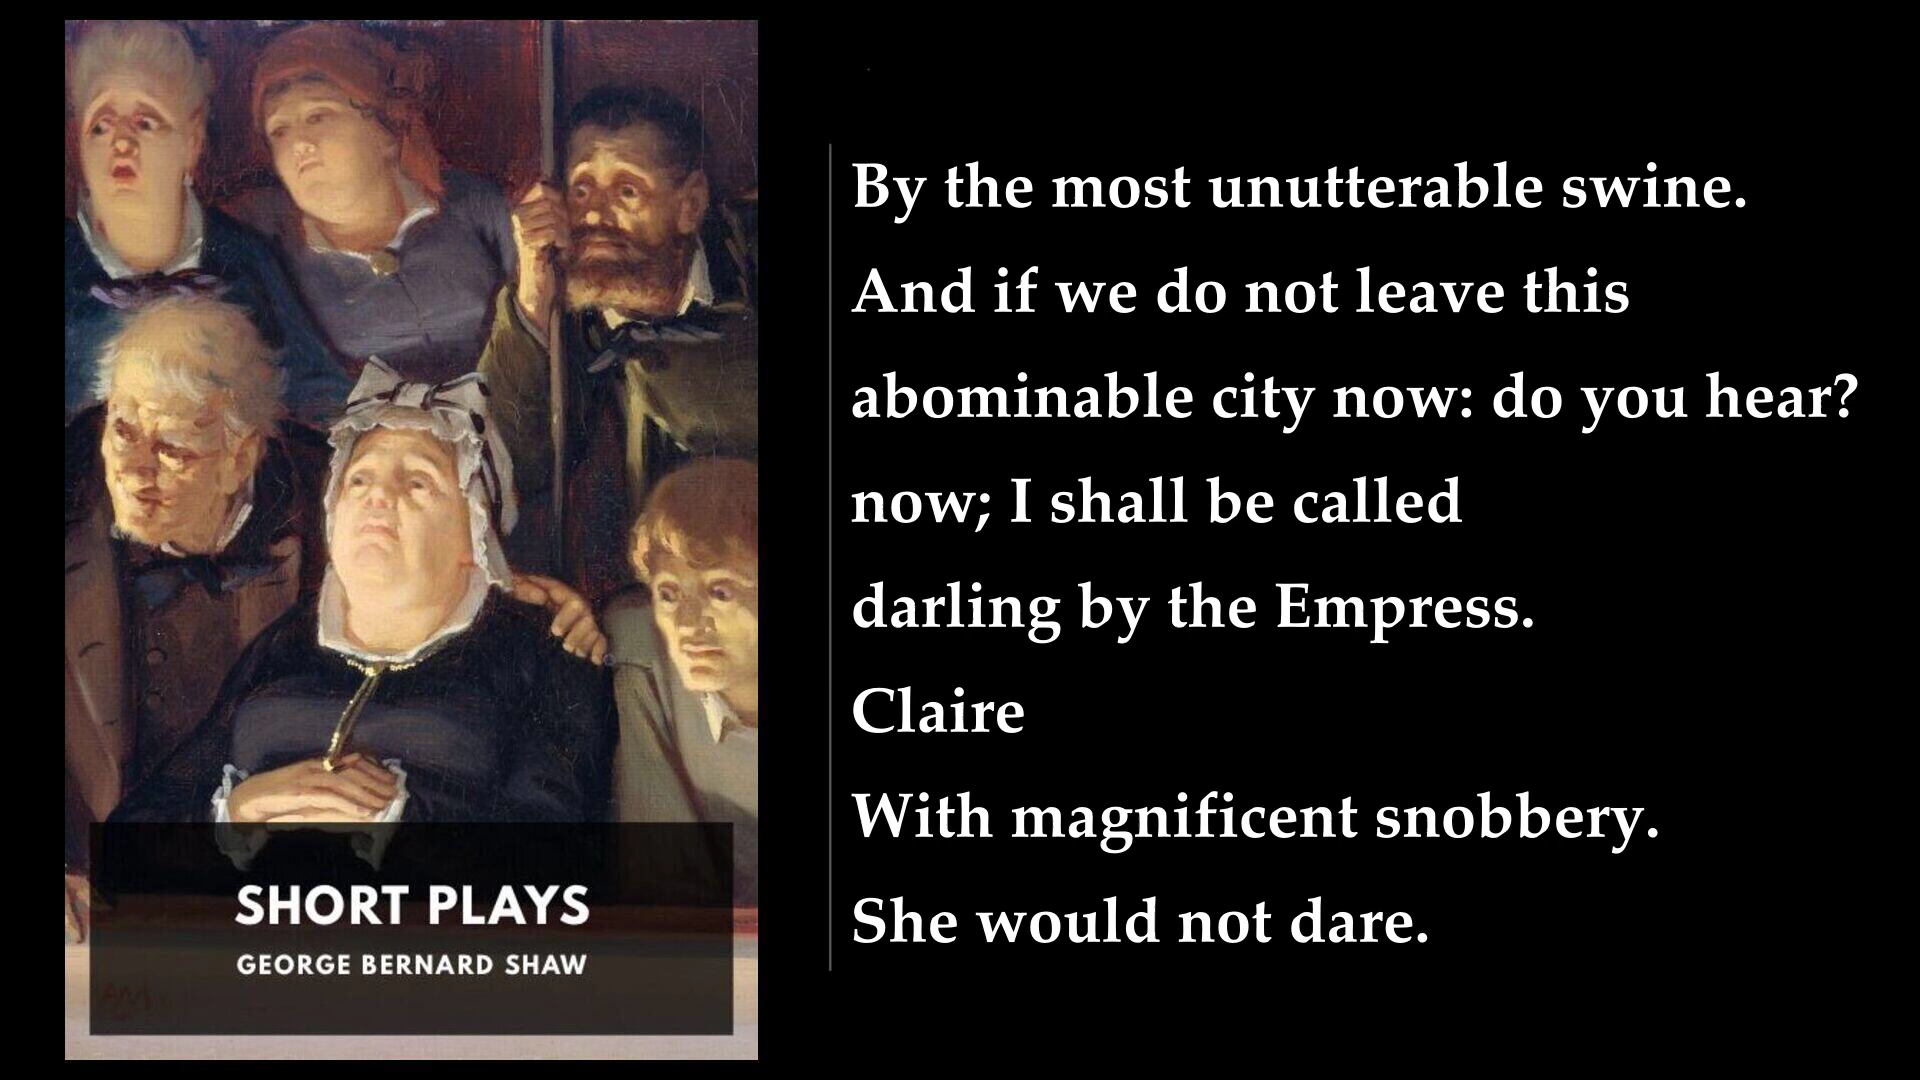 SHORT PLAYS
GEORGE BERNARD SHAW
By the most unutterable swine.
And if we do not leave this
abominable city now: do you hear?
now; I shall be called
darling by the Empress.
Claire
With magnificent snobbery.
She would not dare.